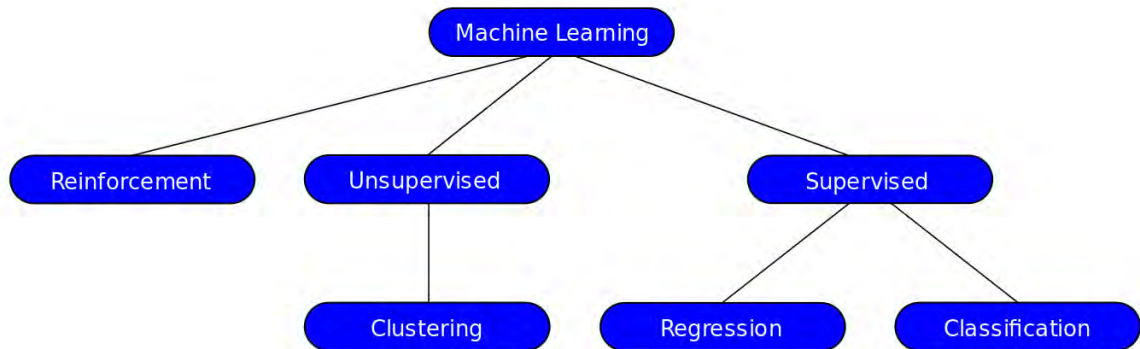 Machine Learning
Reinforcement
Unsupervised
Supervised
Clustering
Regression
Classification